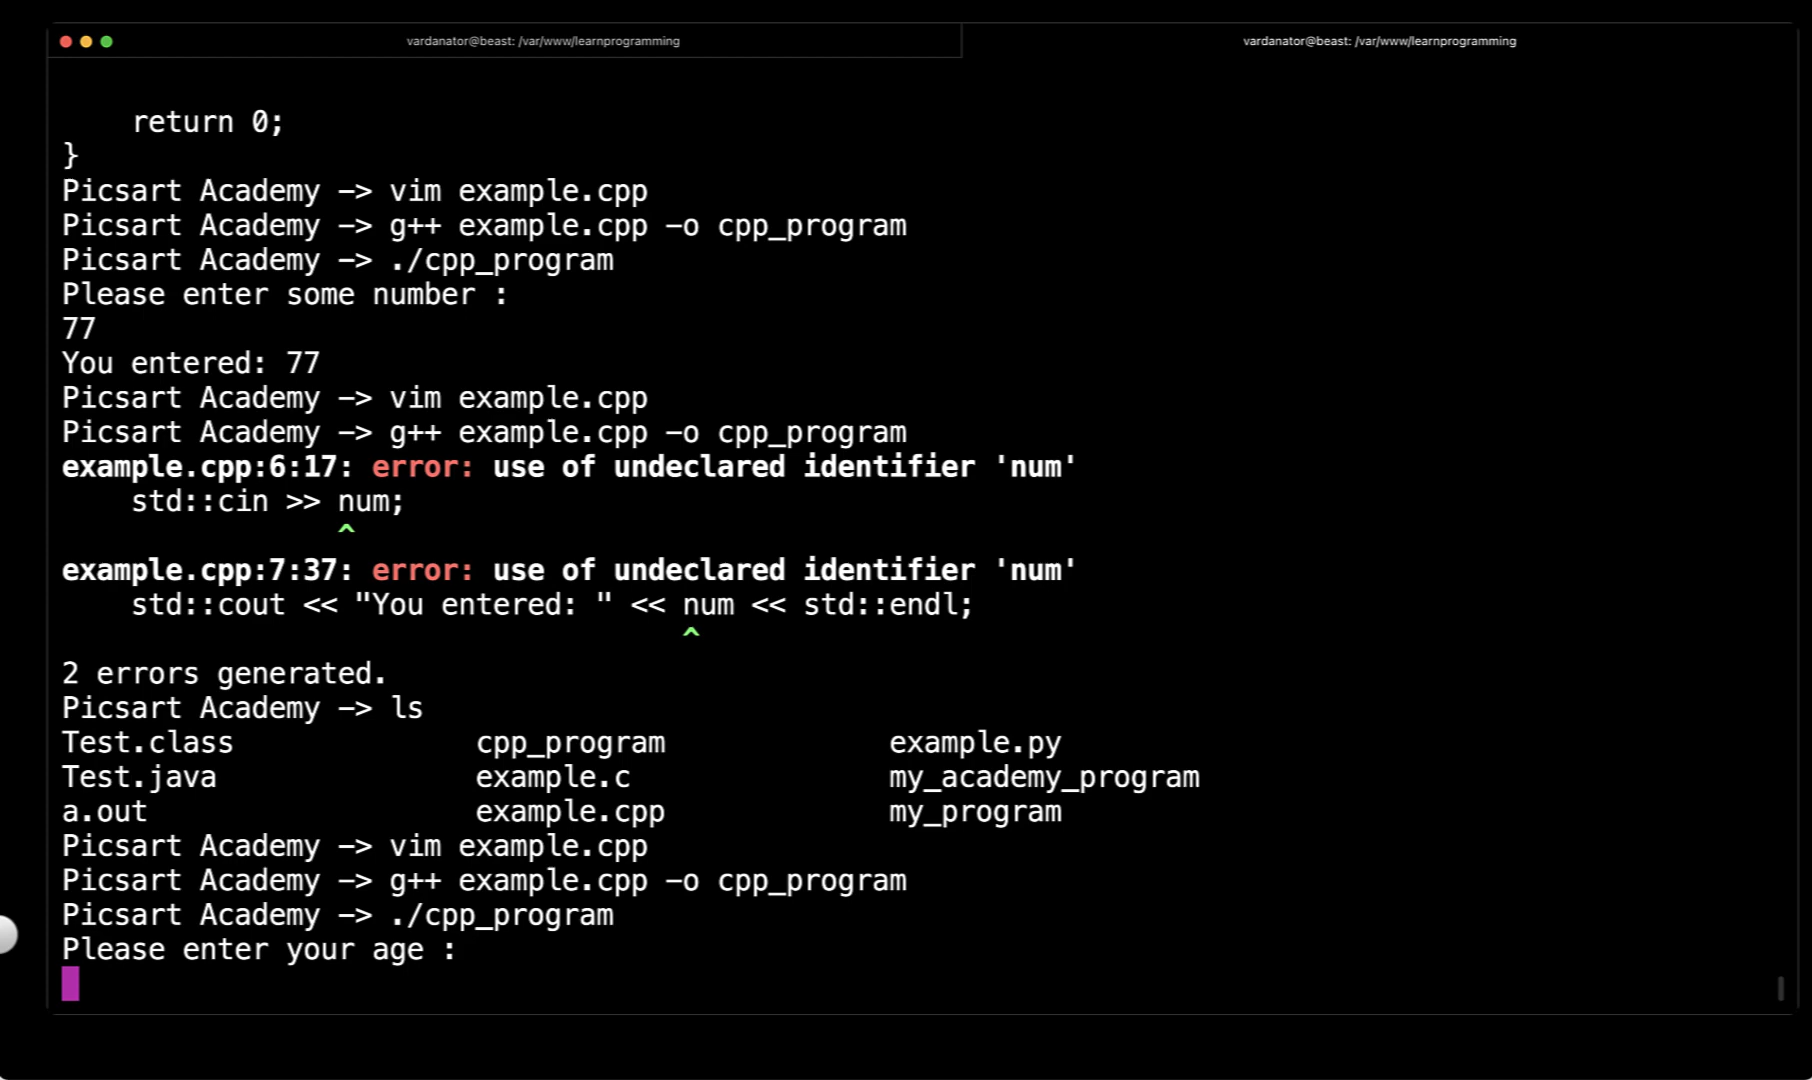 vardanator@beast: /var/www/learnprogramming
vardanator@beast: /var/www/learnprogramming
return 0;
}
Picsart Academy -> vim example.cpp
Picsart Academy -> g++ example.cpp -o cpp_program
Picsart Academy -> ./cpp_program
Please enter some number :
77
You entered: 77
Picsart Academy -> vim example.cpp
Picsart Academy -> g++ example.cpp -o cpp_program
example.cpp:6:17: error: use of undeclared identifier 'num'
std::cin >> num;
^
example.cpp:7:37: error: use of undeclared identifier 'num'
std::cout << "You entered: " << num << std::endl;
^
2 errors generated.
Picsart Academy -> ls
Test.class cpp_program example.py
Test.java example.c my_academy_program
a.out example.cpp my_program
Picsart Academy -> vim example.cpp
Picsart Academy -> g++ example.cpp -o cpp_program
Picsart Academy -> ./cpp_program
Please enter your age :